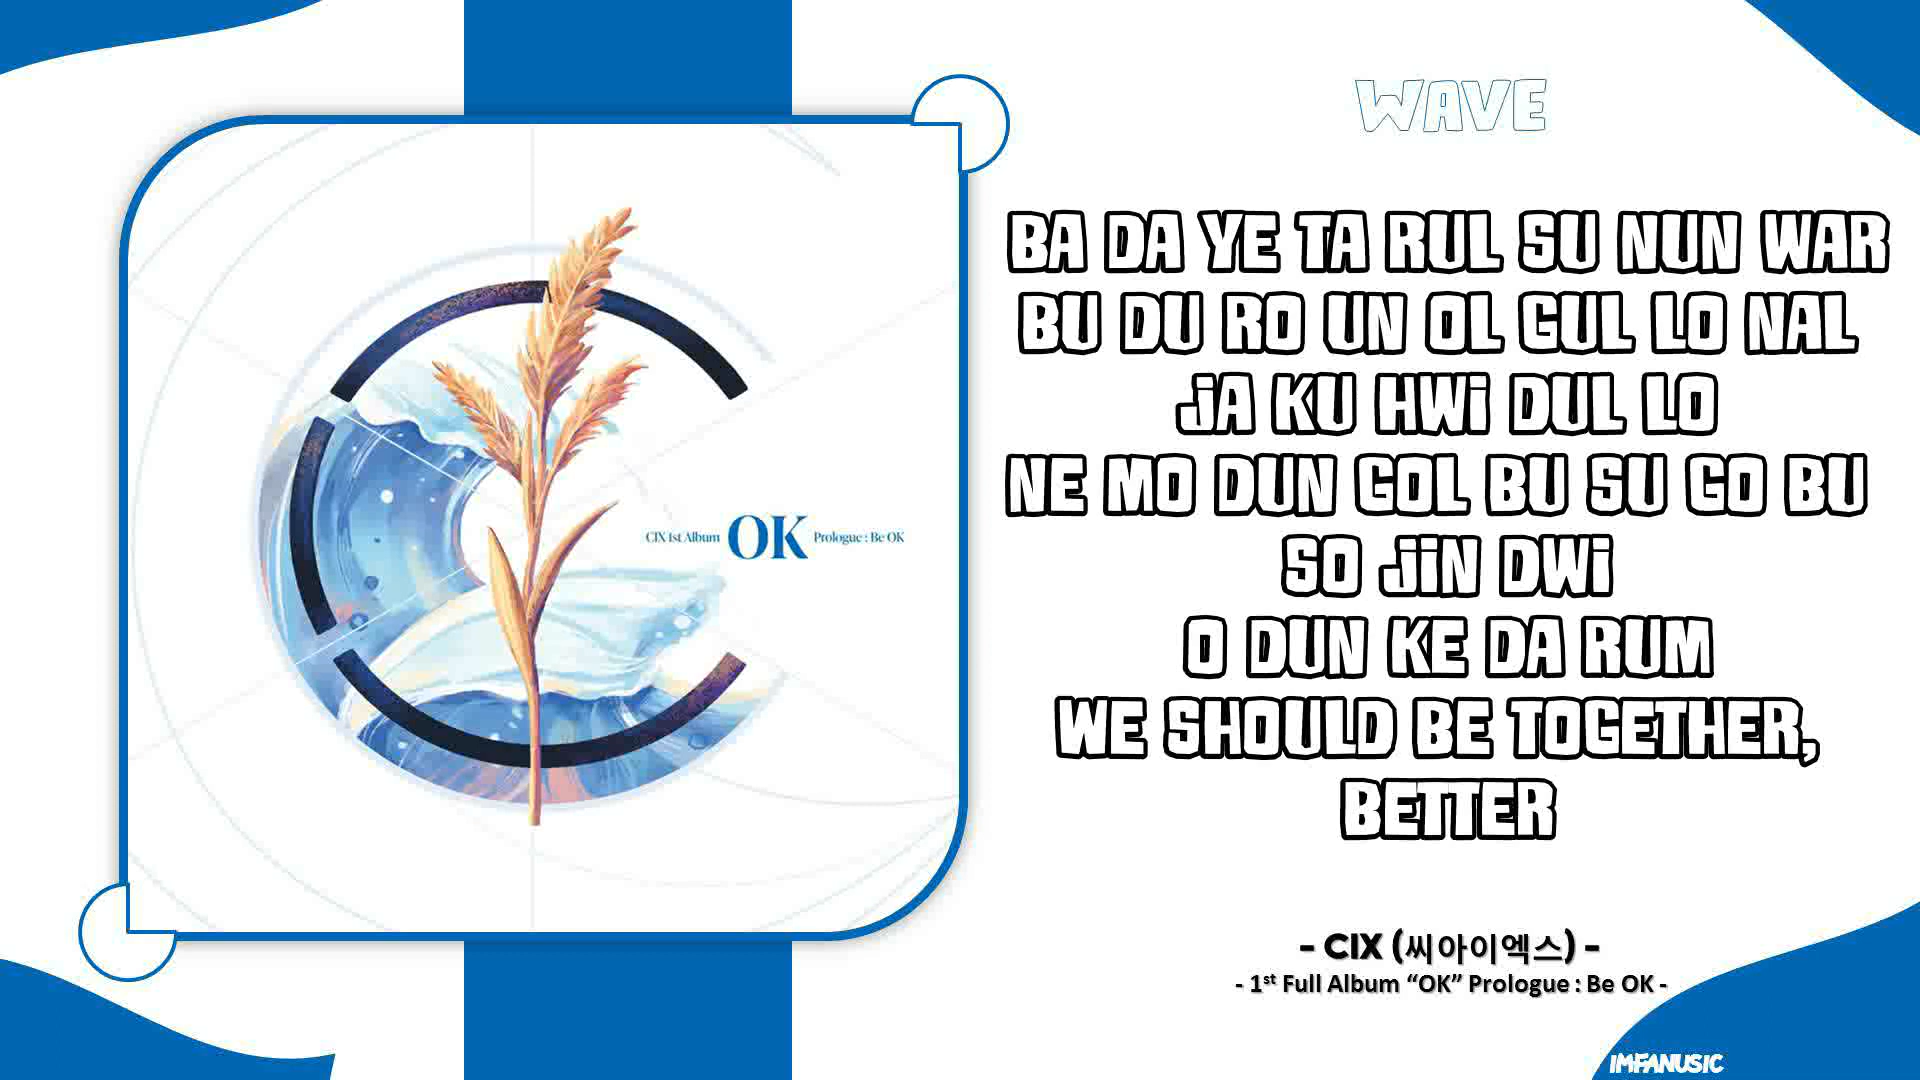 WAVE
BA DA YE TA RUL SU NUN WAR
BU DU RO UN OL GUL LO NAL
JA KU HWI DUL LO
NE MO DUN GOL BU SU GO BU
SO JIN DWI
O DUN KE DA RUM
WE SHOULD BE TOGETHER,
BETTER
CIX 1st Album OK Prologue : Be OK
- CIX (씨아이엑스) -
- 1st Full Album “OK” Prologue : Be OK -
IMFANUSIC